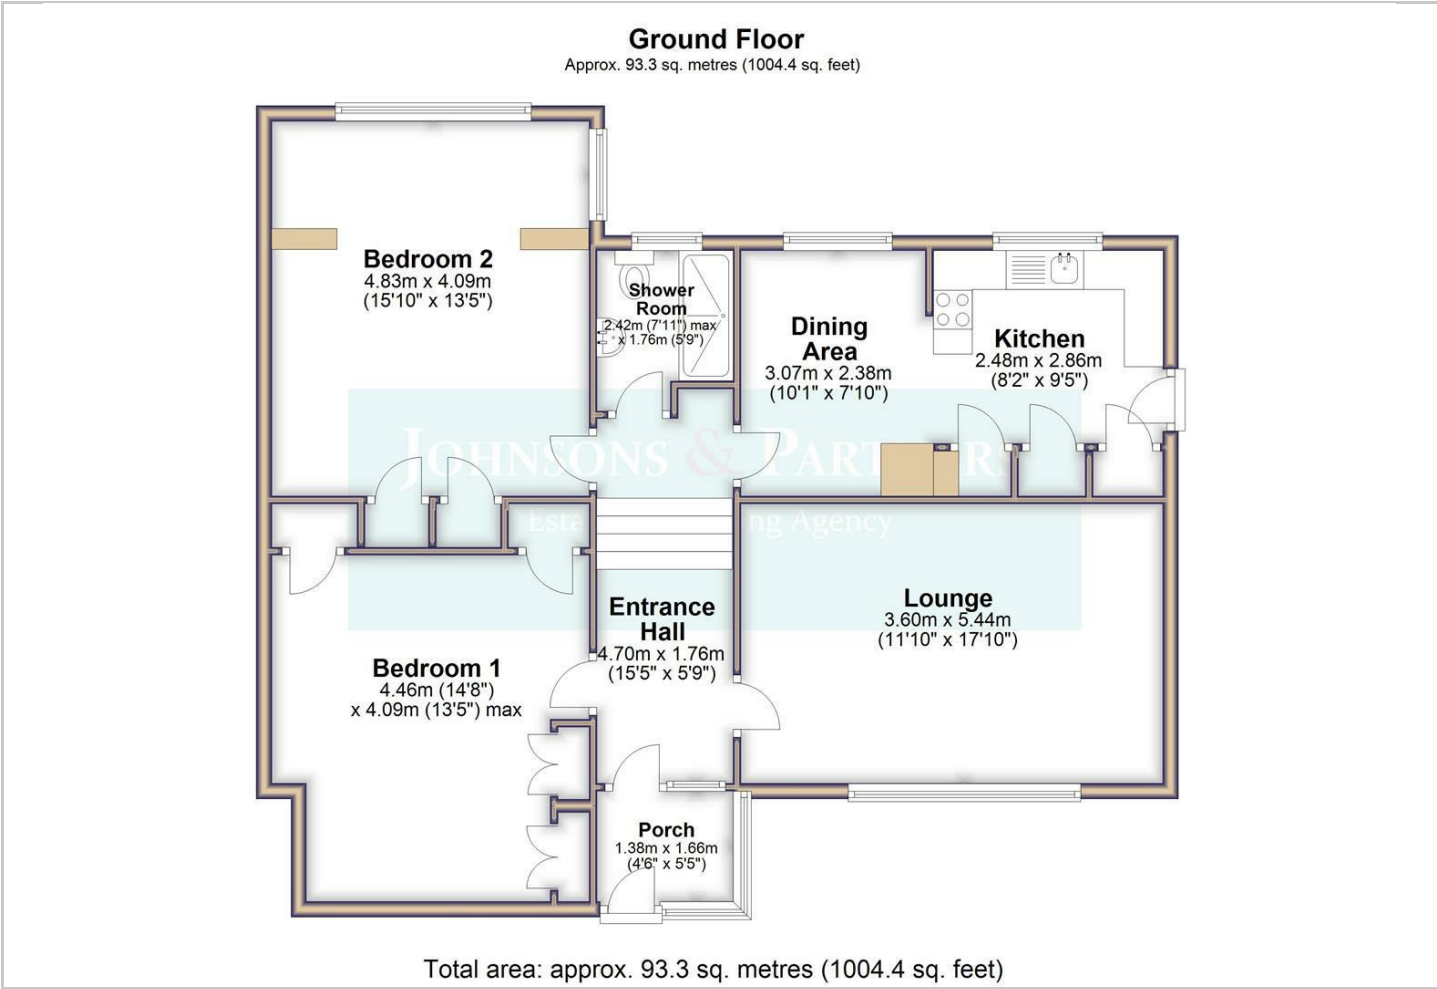 Ground Floor
Approx. 93.3 sq. metres (1004.4 sq. feet)
Bedroom 2
4.83m x 4.09m
(15'10" x 13'5")
Shower
Room
2.42m (7'11") max
x 1.76m (5'9")
Dining
Area
3.07m x 2.38m
(10'1" x 7'10")
Kitchen
2.48m x 2.86m
(8'2" x 9'5")
JOHNSONS & PARTNERS
Esta ng Agency
Entrance
Hall
4.70m x 1.76m
(15'5" x 5'9")
Lounge
3.60m x 5.44m
(11'10" x 17'10")
Bedroom 1
4.46m (14'8")
x 4.09m (13'5") max
Porch
1.38m x 1.66m
(4'6" x 5'5")
Total area: approx. 93.3 sq. metres (1004.4 sq. feet)